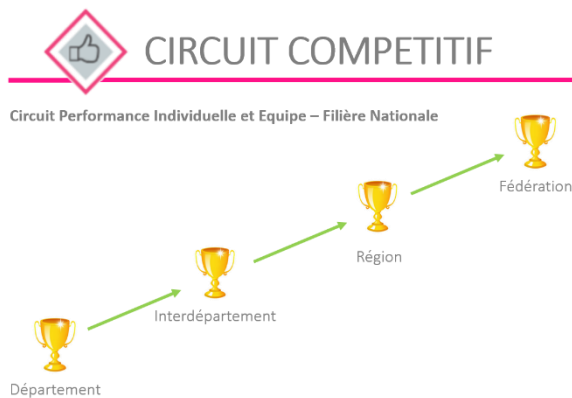 CIRCUIT COMPETITIF
Circuit Performance Individuelle et Equipe – Filière Nationale
Fédération
Région
Interdépartement
Département